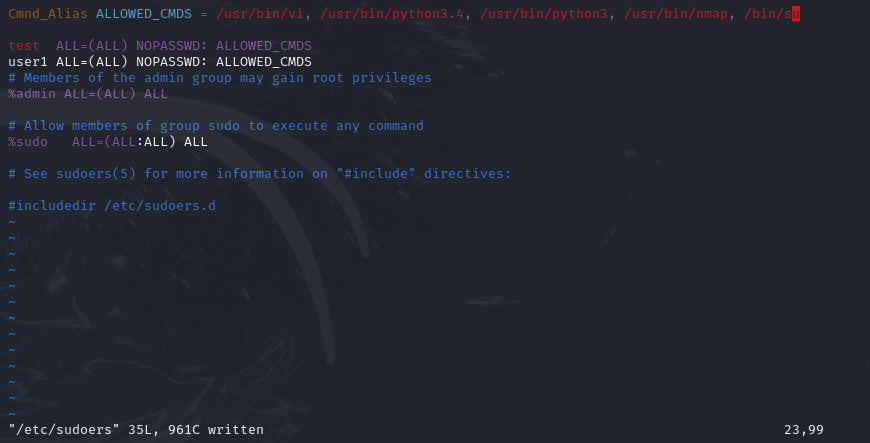 Cmnd_Alias ALLOWED_CMDS = /usr/bin/vi, /usr/bin/python3.4, /usr/bin/python3, /usr/bin/nmap, /bin/su
test  ALL=(ALL) NOPASSWD: ALLOWED_CMDS
user1 ALL=(ALL) NOPASSWD: ALLOWED_CMDS
# Members of the admin group may gain root privileges
%admin ALL=(ALL) ALL
# Allow members of group sudo to execute any command
%sudo   ALL=(ALL:ALL) ALL
# See sudoers(5) for more information on "#include" directives:
#includedir /etc/sudoers.d
~
~
~
~
~
~
~
~
~
~
~
~
~
"/etc/sudoers" 35L, 961C written 23,99